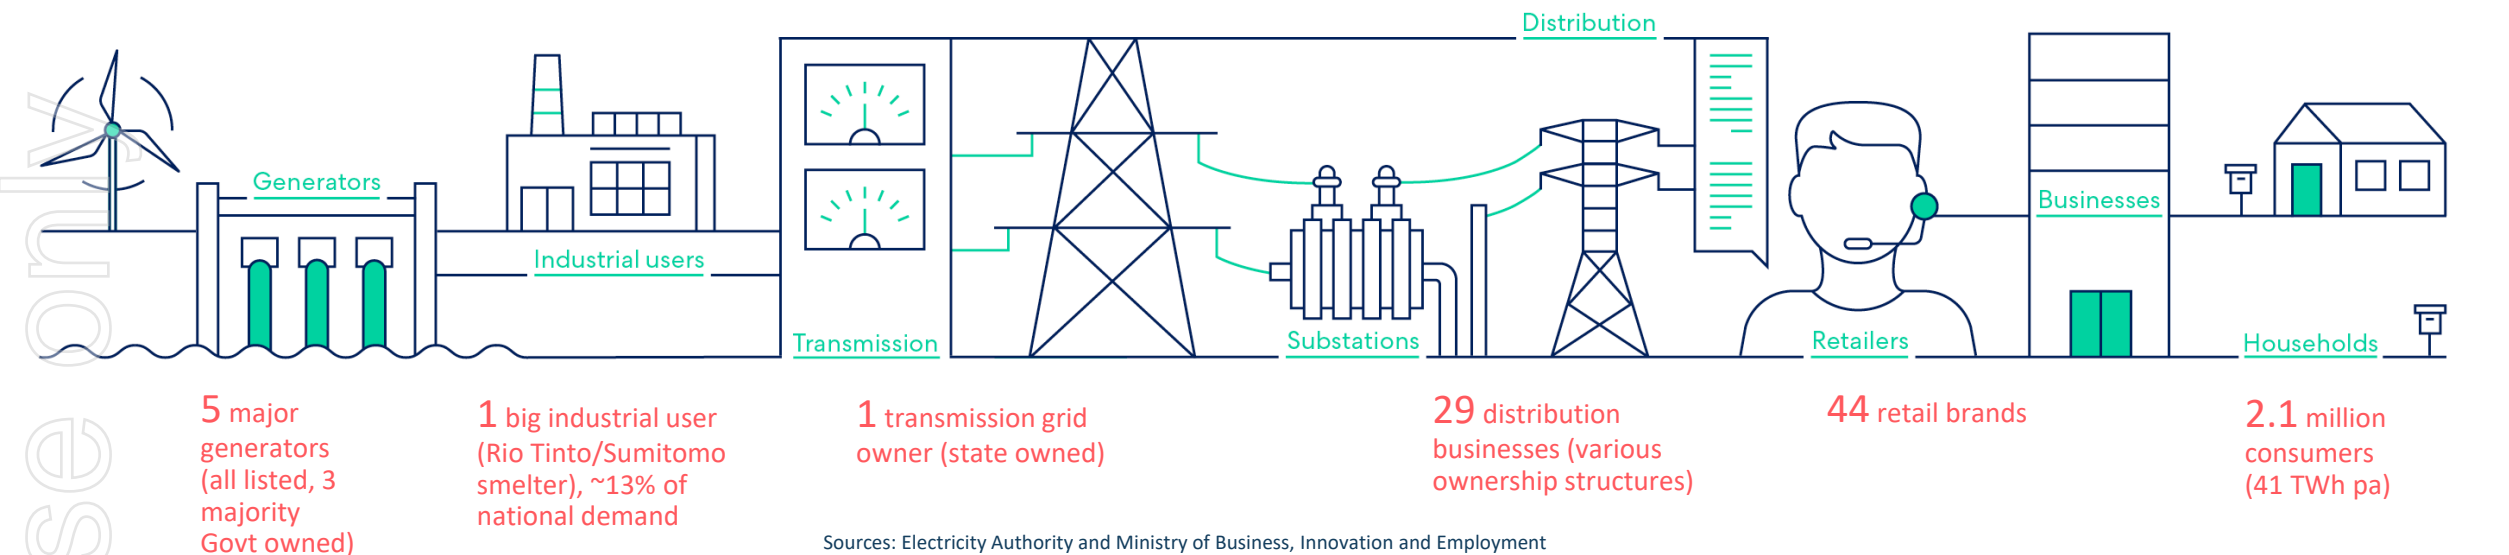 Distribution
Generators
Businesses
Industrial users
Transmission
Substations
Retailers
Households
5 major
generators
(all listed, 3
majority
Govt owned)
1 big industrial user
(Rio Tinto/Sumitomo
smelter), ~13% of
national demand
1 transmission grid
owner (state owned)
29 distribution
businesses (various
ownership structures)
44 retail brands
2.1 million
consumers
(41 TWh pa)
Sources: Electricity Authority and Ministry of Business, Innovation and Employment
se only